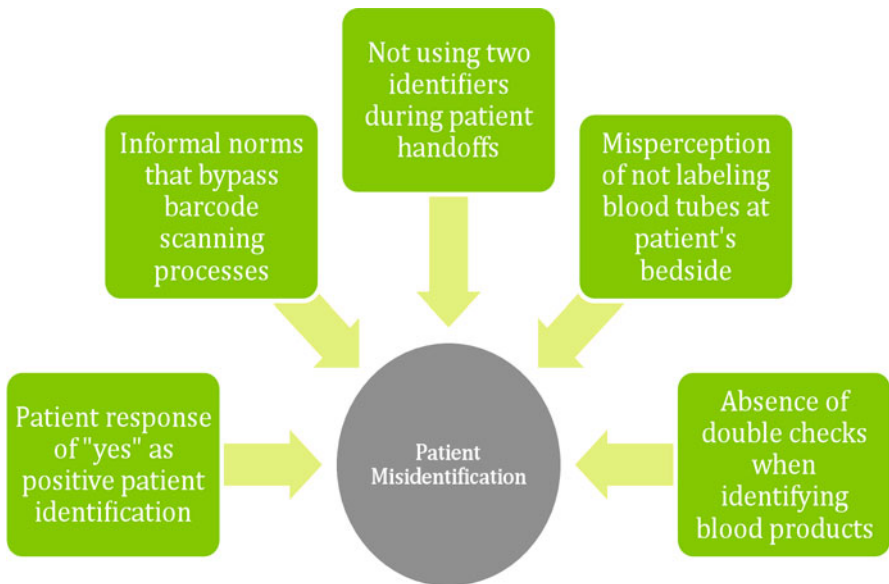 Patient response
of "yes" as
positive patient
identification
Informal norms
that bypass
barcode
scanning
processes
Not using two
identifiers
during patient
handoffs
Misperception
of not labeling
blood tubes at
patient's
bedside
Absence of
double checks
when
identifying
blood products
Patient
Misidentification